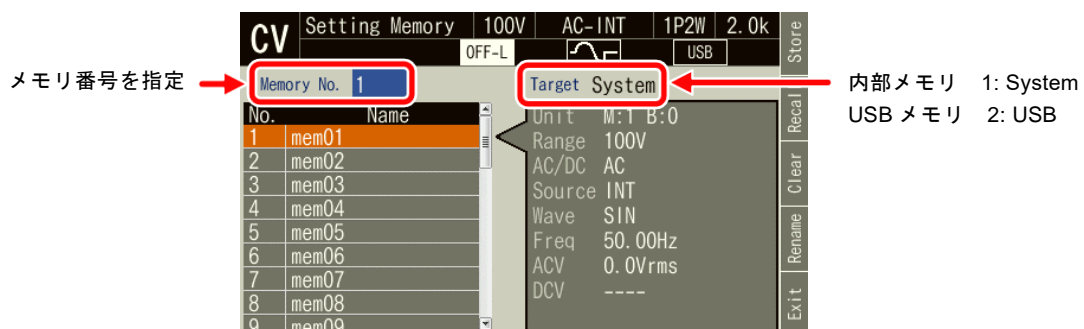 CV Setting Memory 100V AC-INT 1P2W 2.0k
OFF-L USB
メモリ番号を指定
Memory No. 1
Target System
内部メモリ 1: System
USB メモリ 2: USB
No. Name
1 mem01
2 mem02
3 mem03
4 mem04
5 mem05
6 mem06
7 mem07
8 mem08
9 mem09
Unit M:1 B:0
Range 100V
AC/DC AC
Source INT
Wave SIN
Freq 50.00Hz
ACV 0.0Vrms
DCV ----
Store
Recal
Clear
Rename
Exit